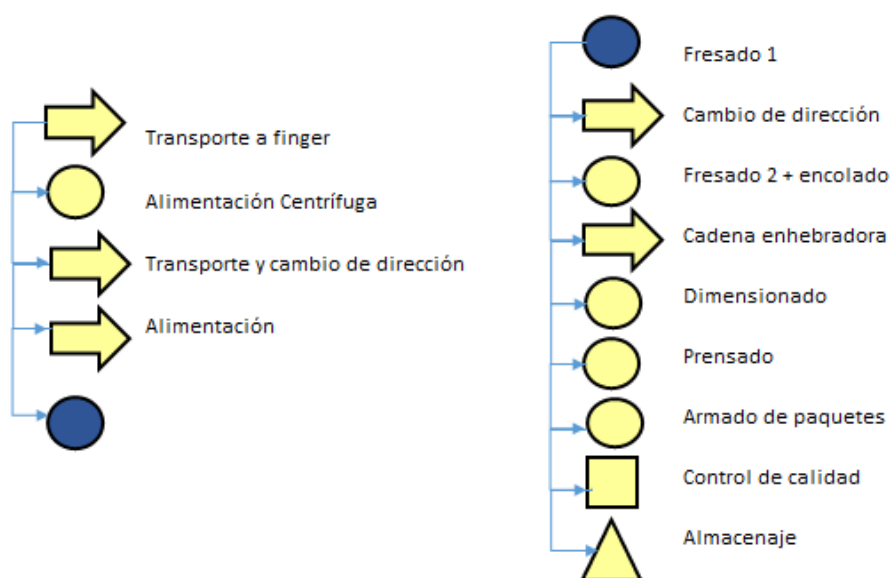 Transporte a finger
Alimentación Centrífuga
Transporte y cambio de dirección
Alimentación
Fresado 1
Cambio de dirección
Fresado 2 + encolado
Cadena enhebradora
Dimensionado
Prensado
Armado de paquetes
Control de calidad
Almacenaje